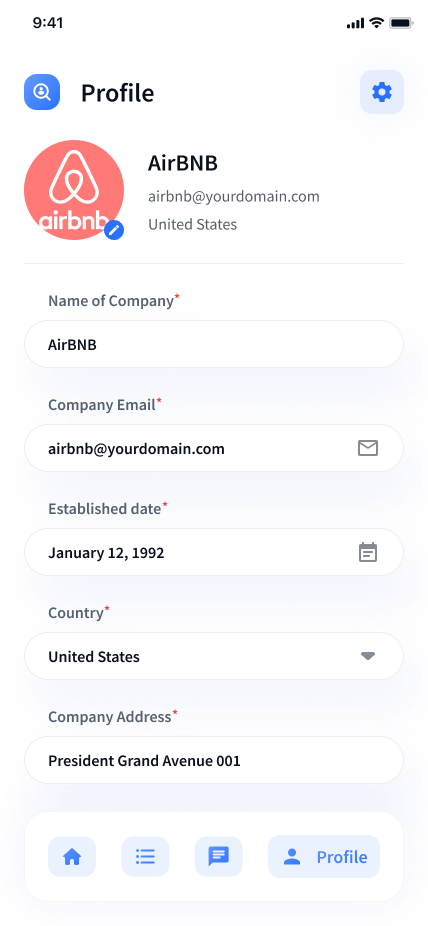 9:41
Profile
airbnb
AirBNB
airbnb@yourdomain.com
United States
Name of Company*
AirBNB
Company Email*
airbnb@yourdomain.com
Established date*
January 12, 1992
Country*
United States
Company Address*
President Grand Avenue 001
Profile